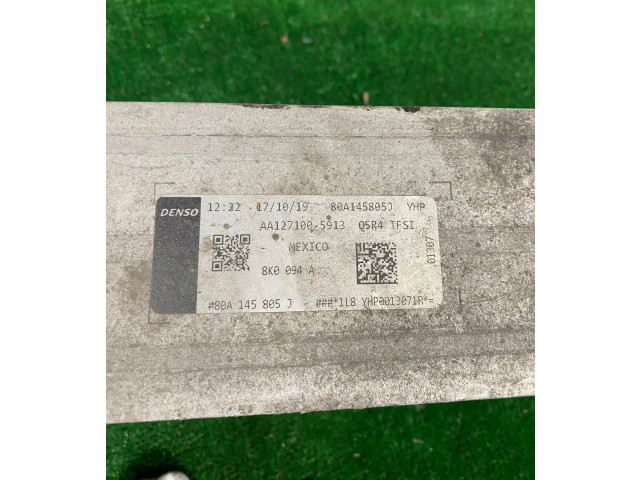 DENSO
12:22 17/10/19 80A145805J YHP
AA127100-5913 Q5R4 TFSI
- MEXICO
8K0 094 A
#80A 145 805 J - ###*1L8 YHP0013071R*=
01307